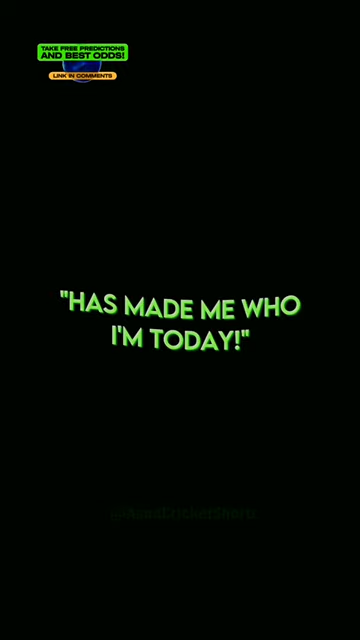 TAKE FREE PREDICTIONS
AND BEST ODDS!
LINK IN COMMENTS
"HAS MADE ME WHO
I'M TODAY!"